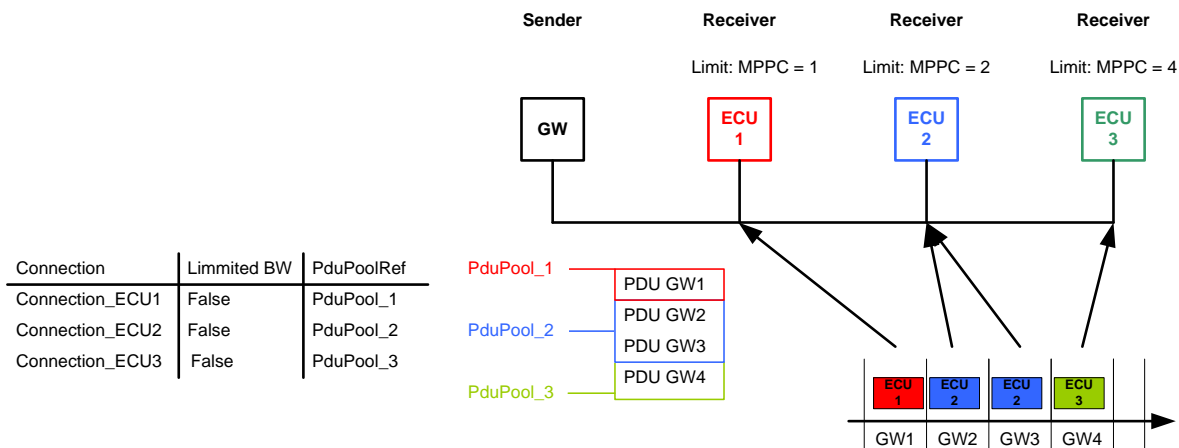 Sender Receiver Receiver Receiver
Limit: MPPC = 1 Limit: MPPC = 2 Limit: MPPC = 4
GW
ECU
1
ECU
2
ECU
3
Connection Limmited BW PduPoolRef
Connection_ECU1 False PduPool_1
Connection_ECU2 False PduPool_2
Connection_ECU3 False PduPool_3
PduPool_1
PduPool_2
PduPool_3
PDU GW1
PDU GW2
PDU GW3
PDU GW4
ECU
1
ECU
2
ECU
2
ECU
3
GW1 GW2 GW3 GW4